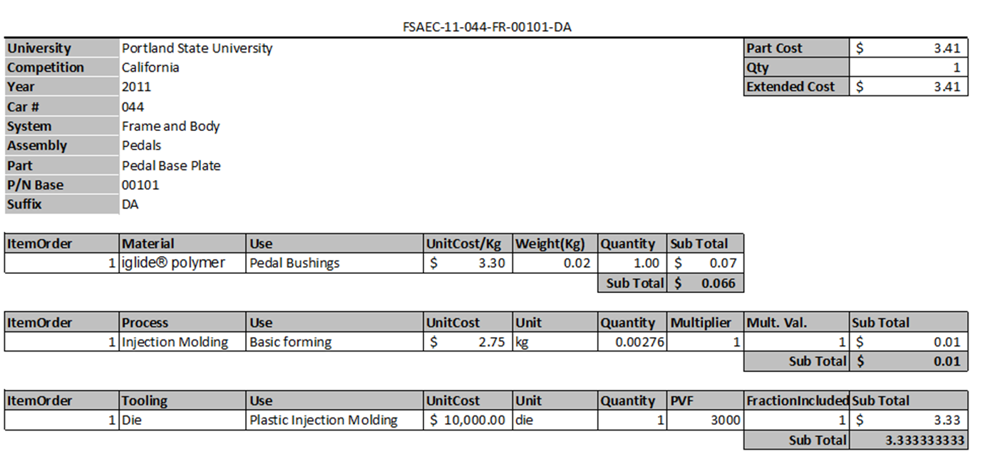 FSAEC-11-044-FR-00101-DA
University Portland State University Part Cost $ 3.41
Competition California Qty 1
Year 2011 Extended Cost $ 3.41
Car # 044
System Frame and Body
Assembly Pedals
Part Pedal Base Plate
P/N Base 00101
Suffix DA
ItemOrder Material Use UnitCost/Kg Weight(Kg) Quantity Sub Total
1 iglide® polymer Pedal Bushings $ 3.30 0.02 1.00 $ 0.07
Sub Total $ 0.066
ItemOrder Process Use UnitCost Unit Quantity Multiplier Mult. Val. Sub Total
1 Injection Molding Basic forming $ 2.75 kg 0.00276 1 1 $ 0.01
Sub Total $ 0.01
ItemOrder Tooling Use UnitCost Unit Quantity PVF FractionIncluded Sub Total
1 Die Plastic Injection Molding $ 10,000.00 die 1 3000 1 $ 3.33
Sub Total 3.333333333